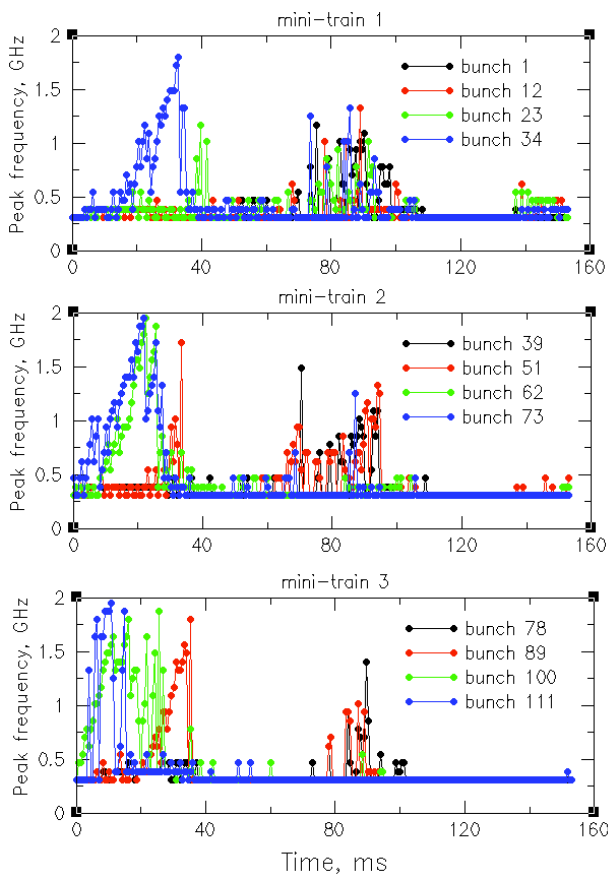 mini-train 1
Peak frequency, GHz
2
1.5
1
0.5
0
bunch 1
bunch 12
bunch 23
bunch 34
0 40 80 120 160
mini-train 2
Peak frequency, GHz
2
1.5
1
0.5
0
bunch 39
bunch 51
bunch 62
bunch 73
0 40 80 120 160
mini-train 3
Peak frequency, GHz
2
1.5
1
0.5
0
bunch 78
bunch 89
bunch 100
bunch 111
0 40 80 120 160
Time, ms